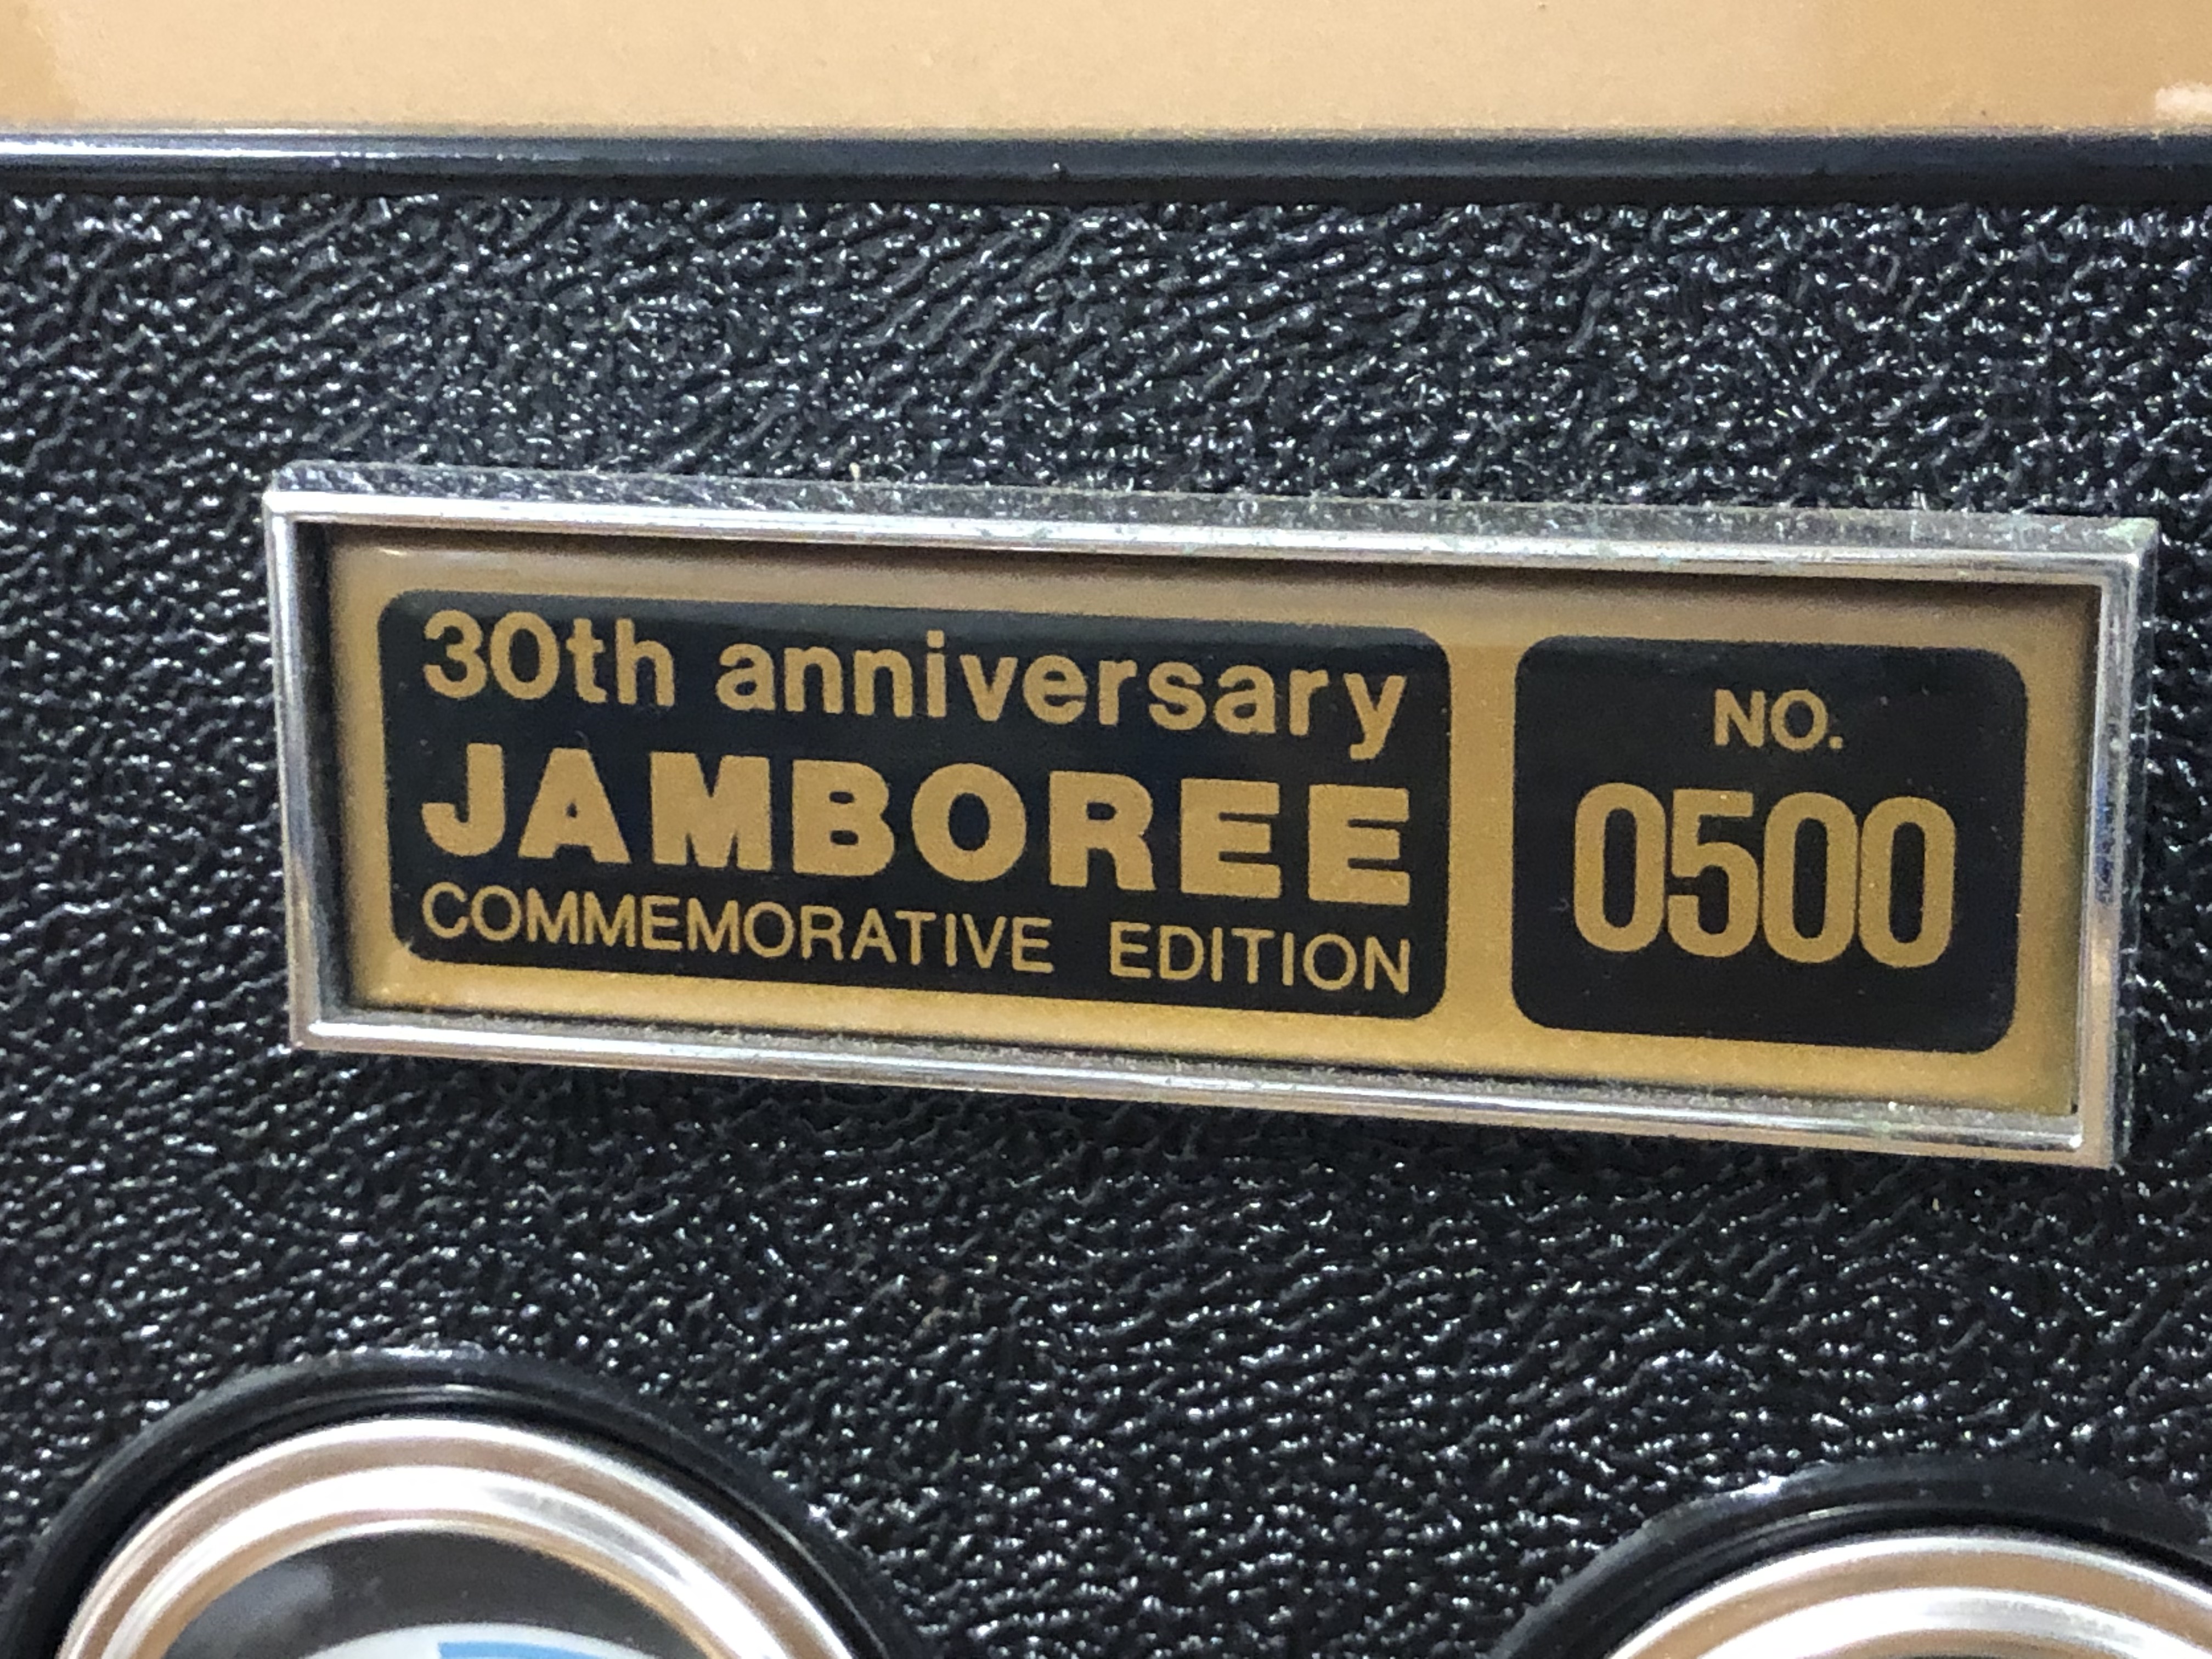 30th anniversary
JAMBOREE
COMMEMORATIVE EDITION
NO.
0500